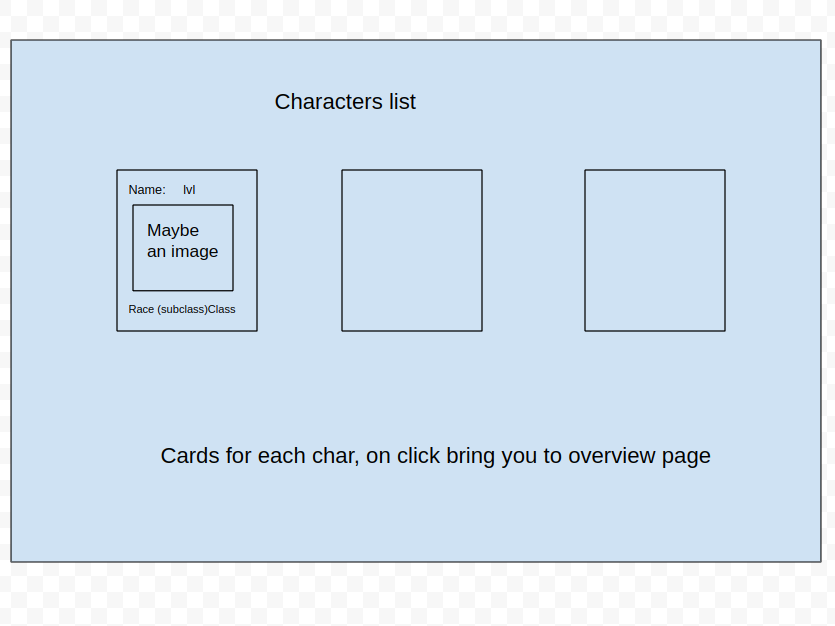 Characters list
Name: lvl
Maybe
an image
Race (subclass)Class
Cards for each char, on click bring you to overview page